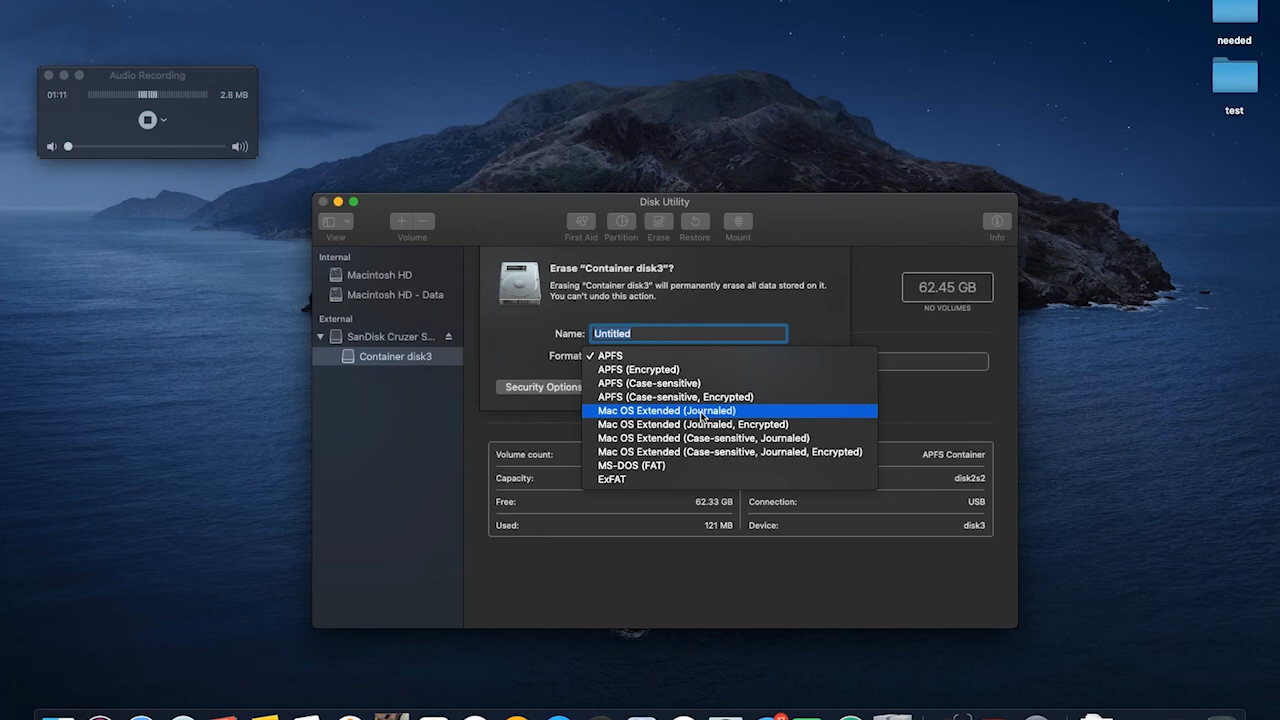 needed
test
Audio Recording
01:11
2.8 MB
Disk Utility
View
Volume
First Aid
Partition
Erase
Restore
Mount
Info
Internal
Macintosh HD
Macintosh HD - Data
External
SanDisk Cruzer S...
Container disk3
Erase “Container disk3”?
Erasing “Container disk3” will permanently erase all data stored on it.
You can’t undo this action.
Name: Untitled
Format
APFS
APFS (Encrypted)
APFS (Case-sensitive)
APFS (Case-sensitive, Encrypted)
Mac OS Extended (Journaled)
Mac OS Extended (Journaled, Encrypted)
Mac OS Extended (Case-sensitive, Journaled)
Mac OS Extended (Case-sensitive, Journaled, Encrypted)
MS-DOS (FAT)
ExFAT
Security Options
62.45 GB
NO VOLUMES
Volume count:
APFS Container
Capacity:
disk2s2
Free: 62.33 GB
Connection: USB
Used: 121 MB
Device: disk3